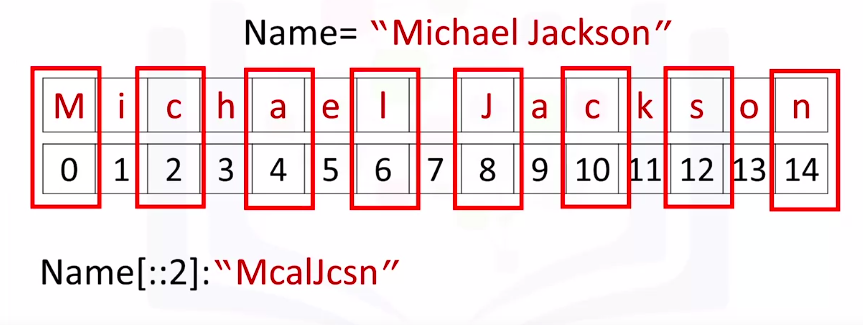 Name= “Michael Jackson”
M i c h a e l J a c k s o n
0 1 2 3 4 5 6 7 8 9 10 11 12 13 14
Name[::2]:“McalJcsn”